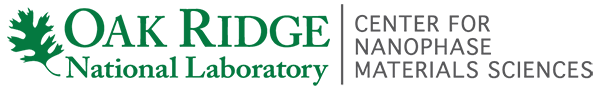 OAK RIDGE
National Laboratory
CENTER FOR
NANOPHASE
MATERIALS SCIENCES